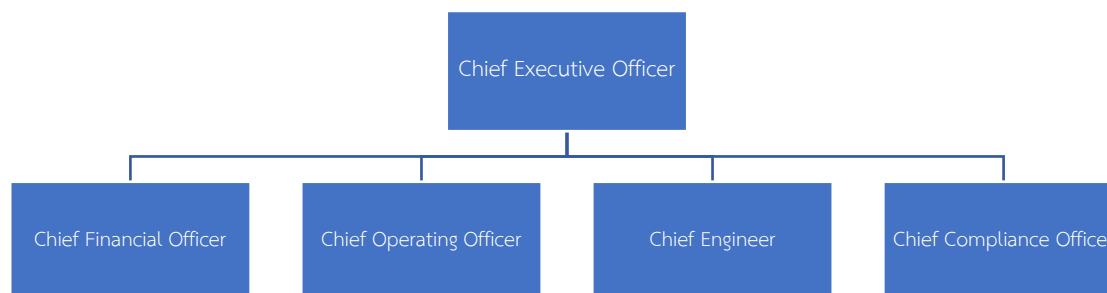 Chief Executive Officer
Chief Financial Officer
Chief Operating Officer
Chief Engineer
Chief Compliance Office